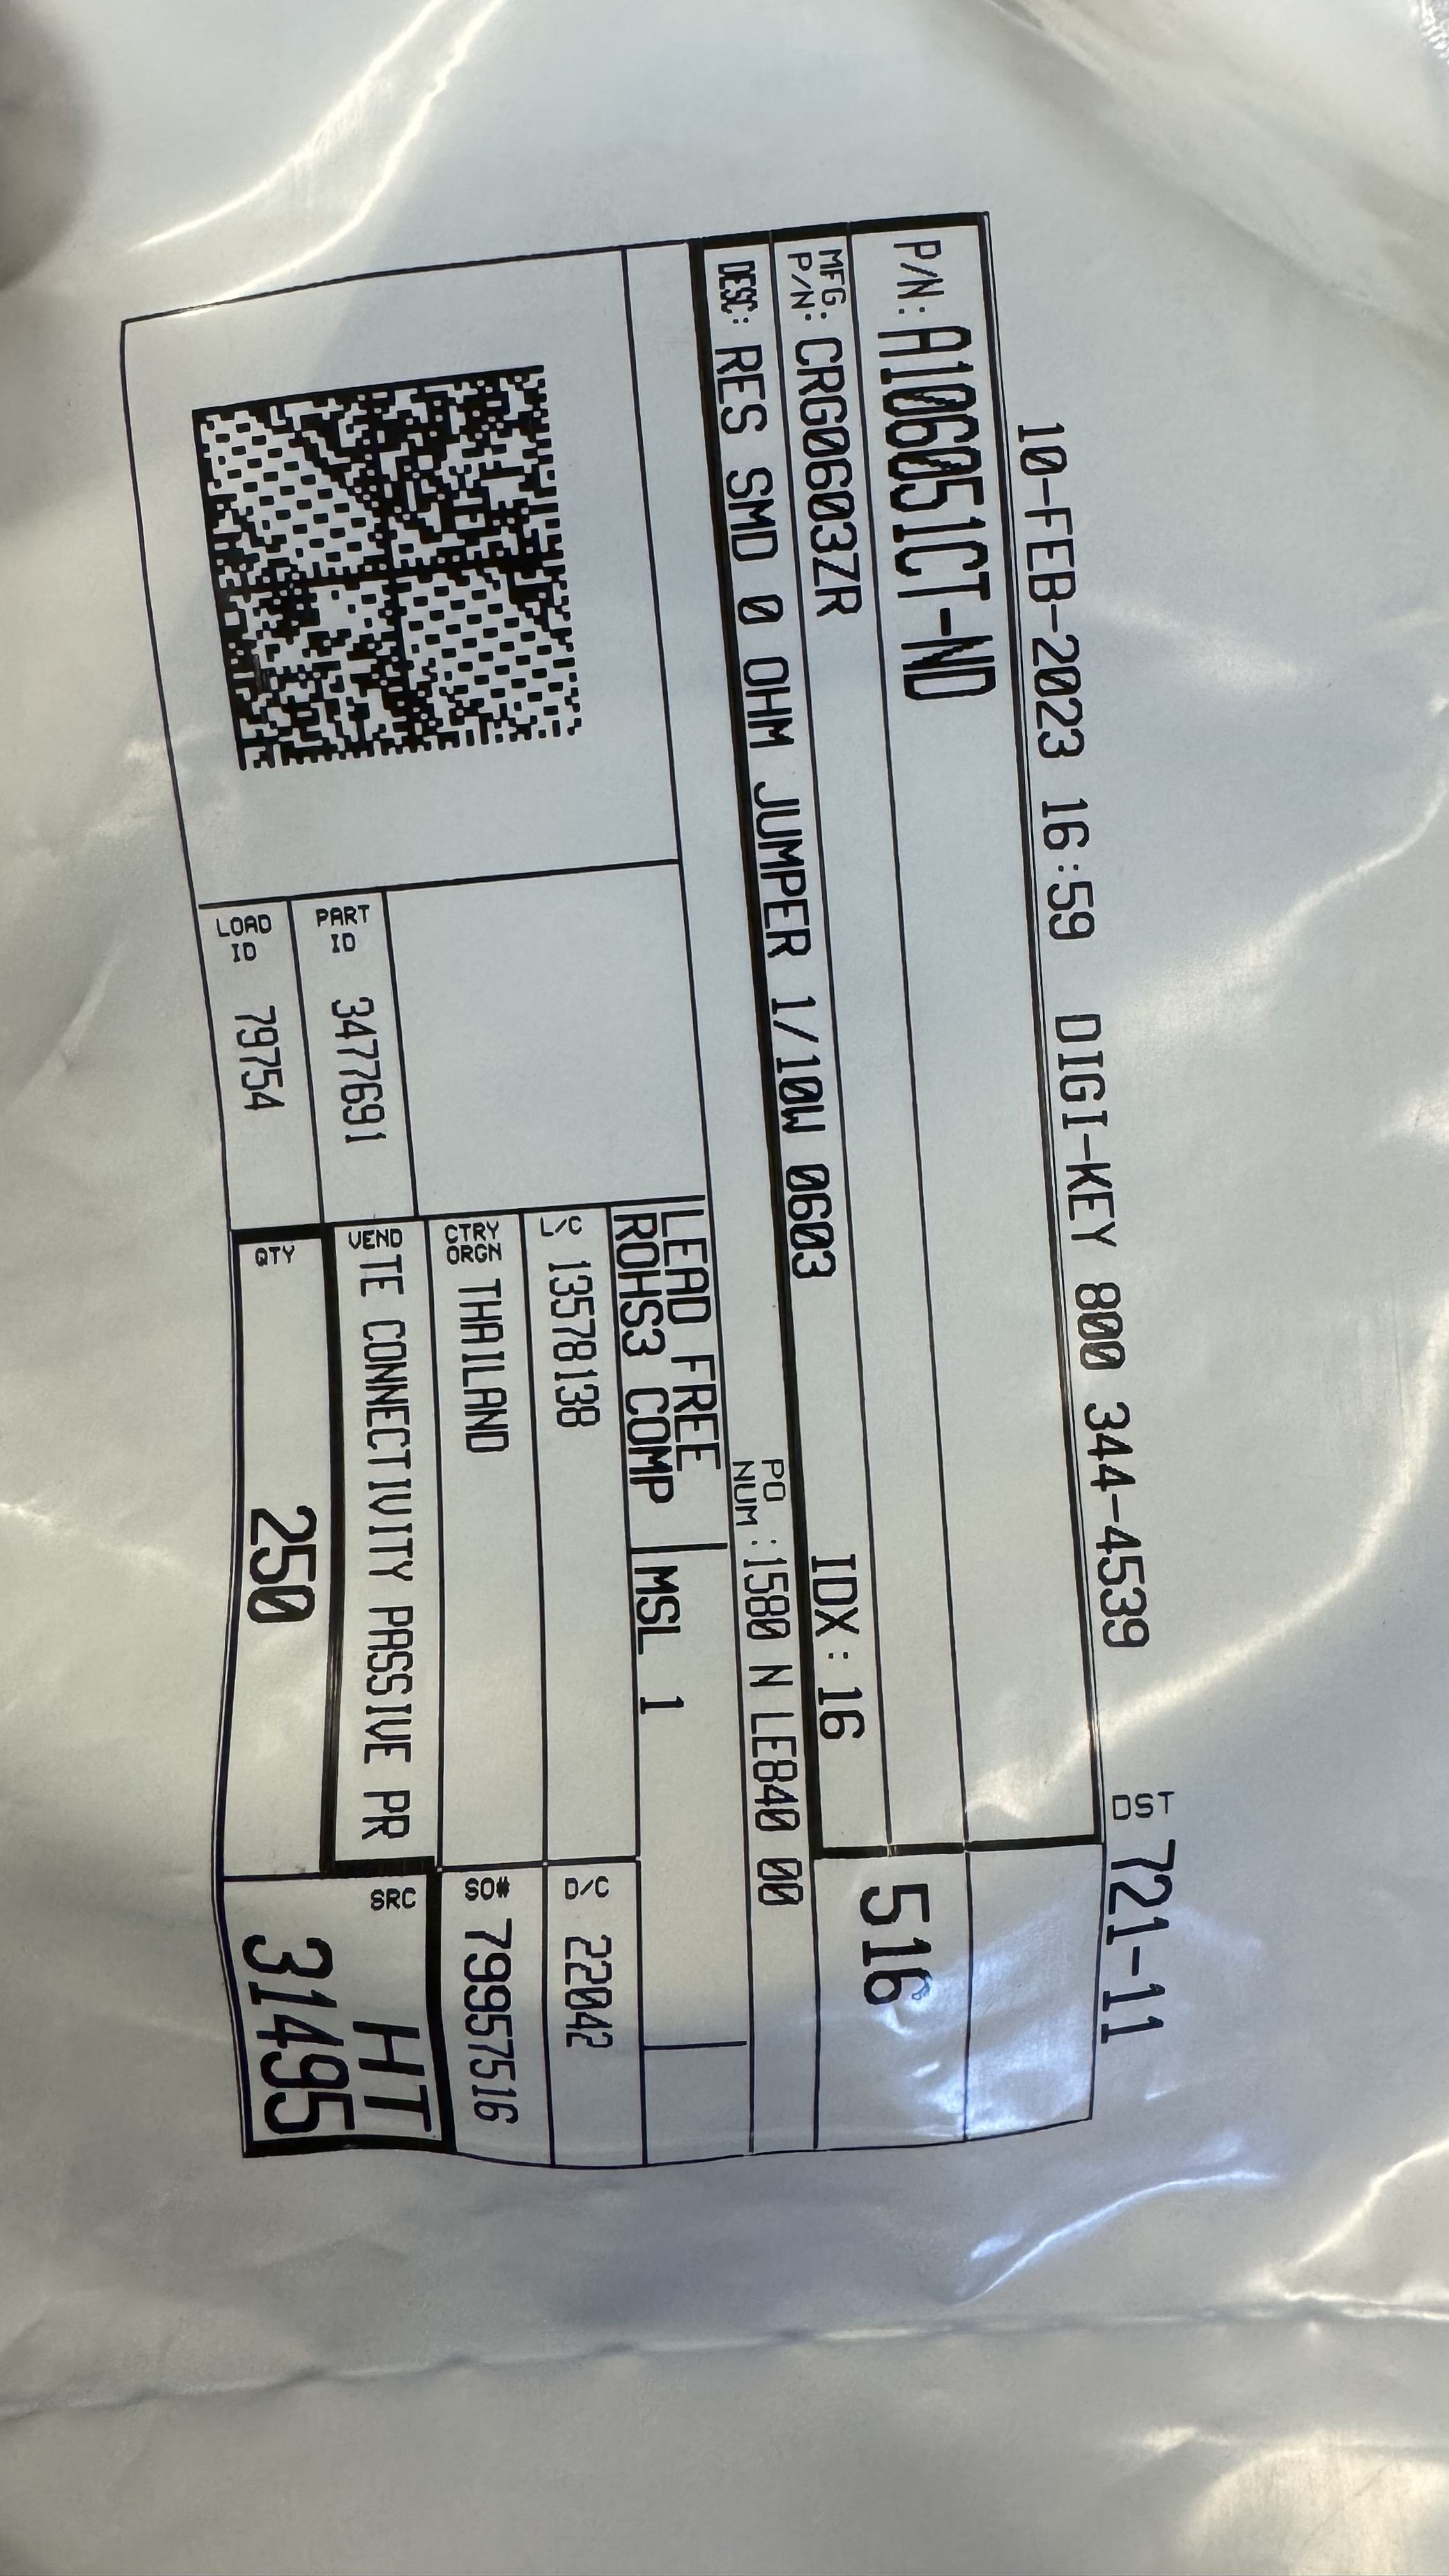 10-FEB-2023 16:59 DIGI-KEY 800 344-4539 DST 721-11
P/N: A106051CT-ND
MFG: P/N: CRG0603ZR 516
DESC: RES SMD 0 OHM JUMPER 1/10W 0603 IDX: 16
PO NUM :1580 N LE840 00
LEAD FREE
ROHS3 COMP MSL 1
L/C 13578138 D/C 22042
CTRY ORGN THAILAND SO# 79957516
PART ID 3477691 VEND TE CONNECTIVITY PASSIVE PR SRC HT
LOAD ID 79754 QTY 250 31495